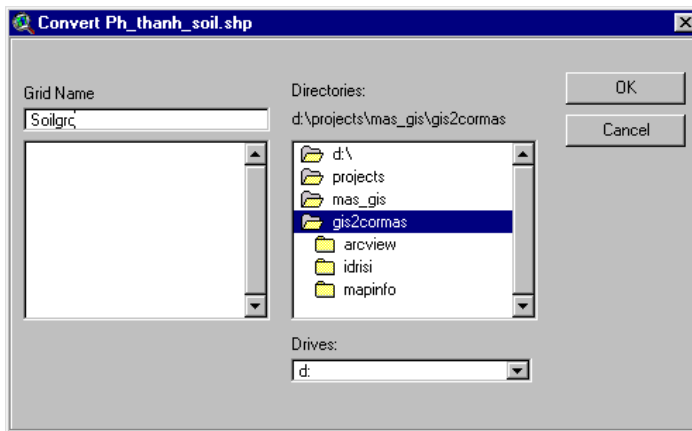 Convert Ph_thanh_soil.shp
Grid Name
Soilgrc
Directories:
d:\projects\mas_gis\gis2cormas
d:\
projects
mas_gis
gis2cormas
arcview
idrisi
mapinfo
Drives:
d:
OK
Cancel